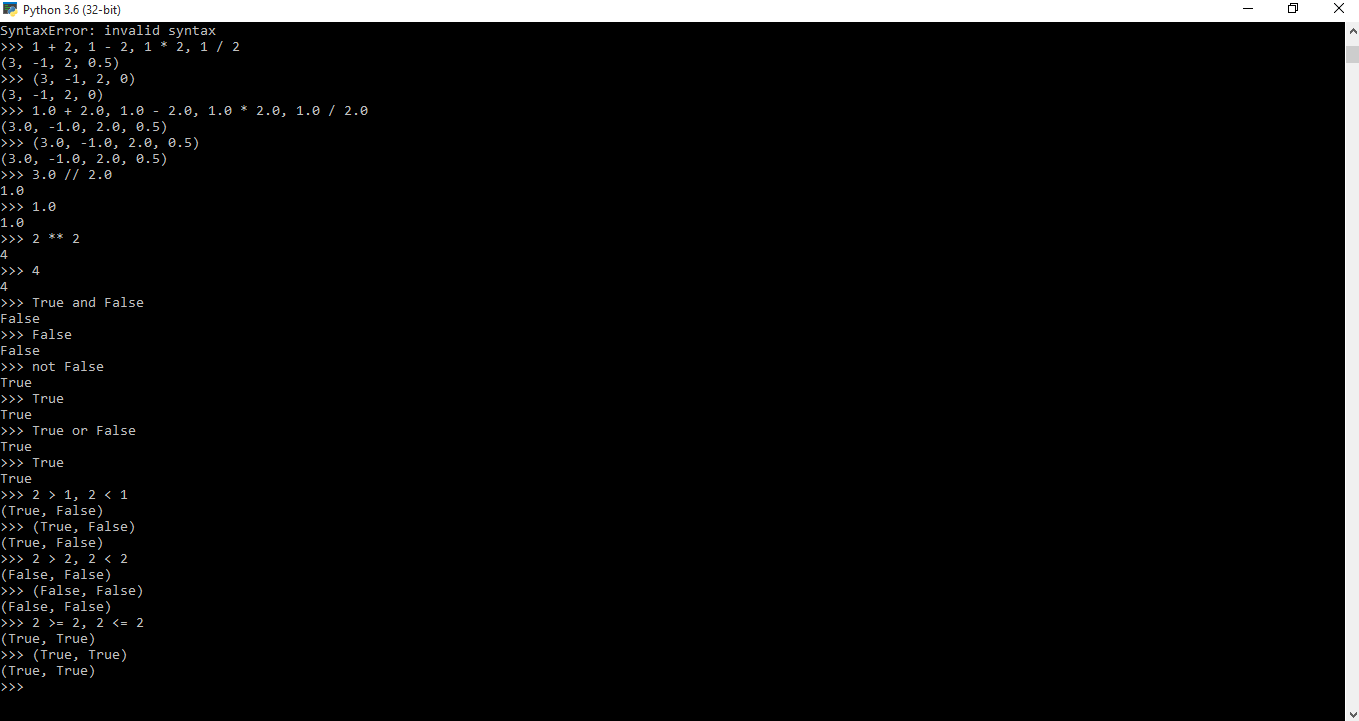 Python 3.6 (32-bit)
SyntaxError: invalid syntax
>>> 1 + 2, 1 - 2, 1 * 2, 1 / 2
(3, -1, 2, 0.5)
>>> (3, -1, 2, 0)
(3, -1, 2, 0)
>>> 1.0 + 2.0, 1.0 - 2.0, 1.0 * 2.0, 1.0 / 2.0
(3.0, -1.0, 2.0, 0.5)
>>> (3.0, -1.0, 2.0, 0.5)
(3.0, -1.0, 2.0, 0.5)
>>> 3.0 // 2.0
1.0
>>> 1.0
1.0
>>> 2 ** 2
4
>>> 4
4
>>> True and False
False
>>> False
False
>>> not False
True
>>> True
True
>>> True or False
True
>>> True
True
>>> 2 > 1, 2 < 1
(True, False)
>>> (True, False)
(True, False)
>>> 2 > 2, 2 < 2
(False, False)
>>> (False, False)
(False, False)
>>> 2 >= 2, 2 <= 2
(True, True)
>>> (True, True)
(True, True)
>>>